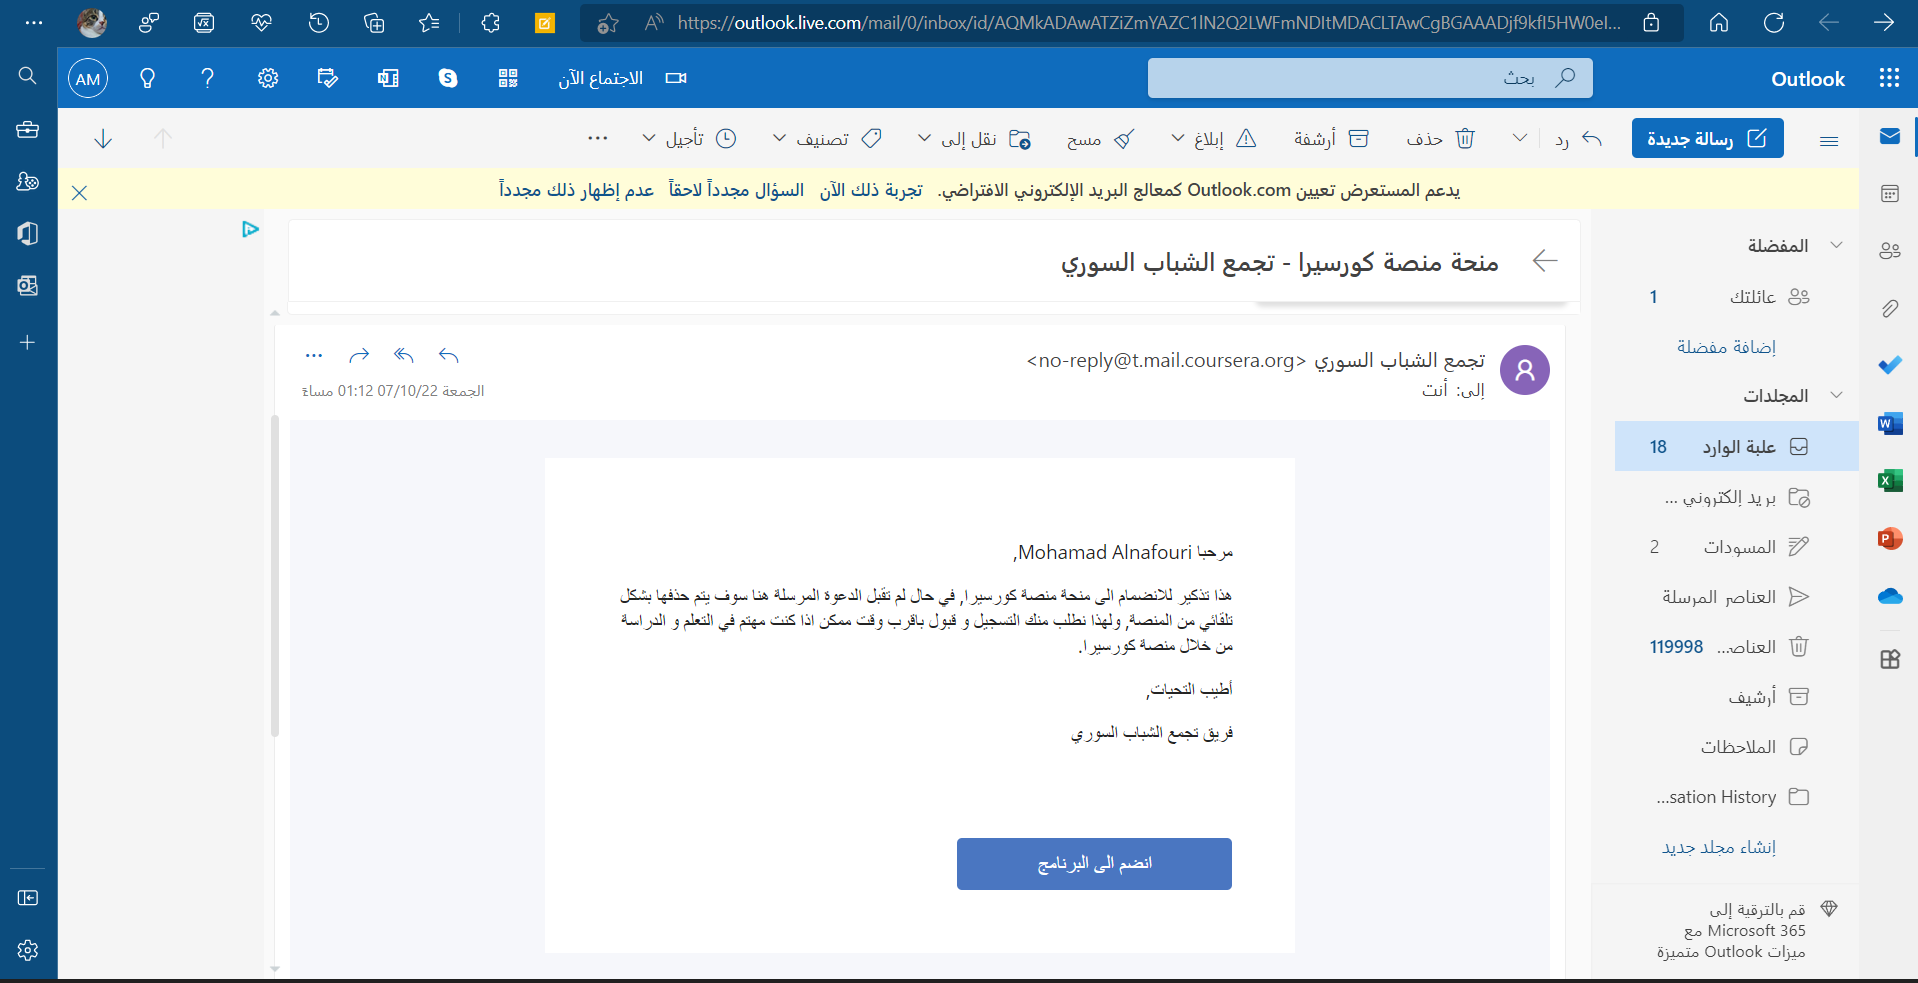 https://outlook.live.com/mail/0/inbox/id/AQMkADAwATZiZmYAZC1lN2Q2LWFmNDItMDACLTAwCgBGAAADjf9kfI5HW0eI...
Outlook
بحث
الاجتماع الآن
AM
رسالة جديدة
رد
حذف
أرشفة
إبلاغ
مسح
نقل إلى
تصنيف
تأجيل
يدعم المستعرض تعيين Outlook.com كمعالج البريد الإلكتروني الافتراضي. تجربة ذلك الآن السؤال مجدداً لاحقاً عدم إظهار ذلك مجدداً
المفضلة
عائلتك 1
إضافة مفضلة
المجلدات
علبة الوارد 18
بريد إلكتروني ...
المسودات 2
العناصر المرسلة
العناصـ... 119998
أرشيف
الملاحظات
...sation History
إنشاء مجلد جديد
قم بالترقية إلى
Microsoft 365 مع
ميزات Outlook متميزة
منحة منصة كورسيرا - تجمع الشباب السوري
تجمع الشباب السوري <no-reply@t.mail.coursera.org>
إلى: أنت
الجمعة 07/10/22 01:12 مساءً
مرحبا Mohamad Alnafouri,
هذا تذكير للانضمام الى منحة منصة كورسيرا, في حال لم تقبل الدعوة المرسلة هنا سوف يتم حذفها بشكل
تلقائي من المنصة, ولهذا نطلب منك التسجيل و قبول باقرب وقت ممكن اذا كنت مهتم في التعلم و الدراسة
من خلال منصة كورسيرا.
أطيب التحيات,
فريق تجمع الشباب السوري
انضم الى البرنامج